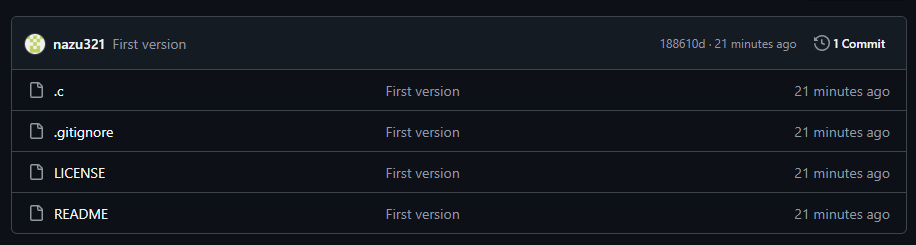 nazu321 First version 188610d · 21 minutes ago 1 Commit
.c First version 21 minutes ago
.gitignore First version 21 minutes ago
LICENSE First version 21 minutes ago
README First version 21 minutes ago